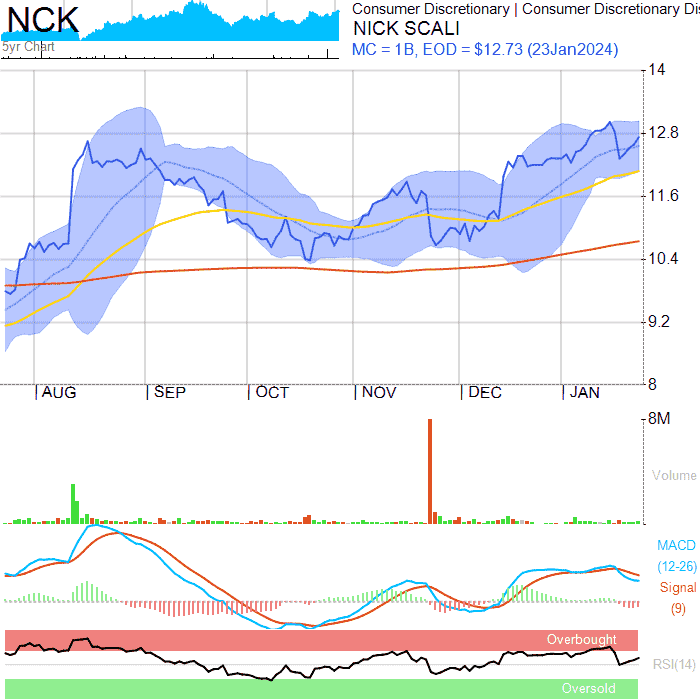 NCK
5yr Chart
Consumer Discretionary | Consumer Discretionary Dis
NICK SCALI
MC = 1B, EOD = $12.73 (23Jan2024)
14
12.8
11.6
10.4
9.2
8
AUG SEP OCT NOV DEC JAN
8M
Volume
MACD
(12-26)
Signal
(9)
Overbought
RSI(14)
Oversold